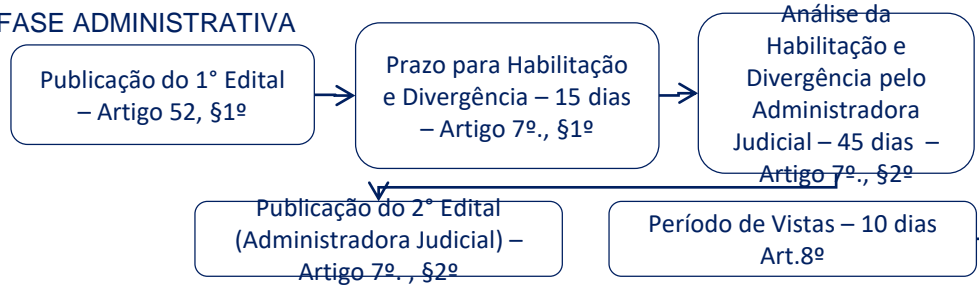 FASE ADMINISTRATIVA
Publicação do 1° Edital
– Artigo 52, §1º
Prazo para Habilitação
e Divergência – 15 dias
– Artigo 7º., §1º
Análise da
Habilitação e
Divergência pelo
Administradora
Judicial – 45 dias –
Artigo 7º., §2º
Publicação do 2° Edital
(Administradora Judicial) –
Artigo 7º. , §2º
Período de Vistas – 10 dias
Art.8º